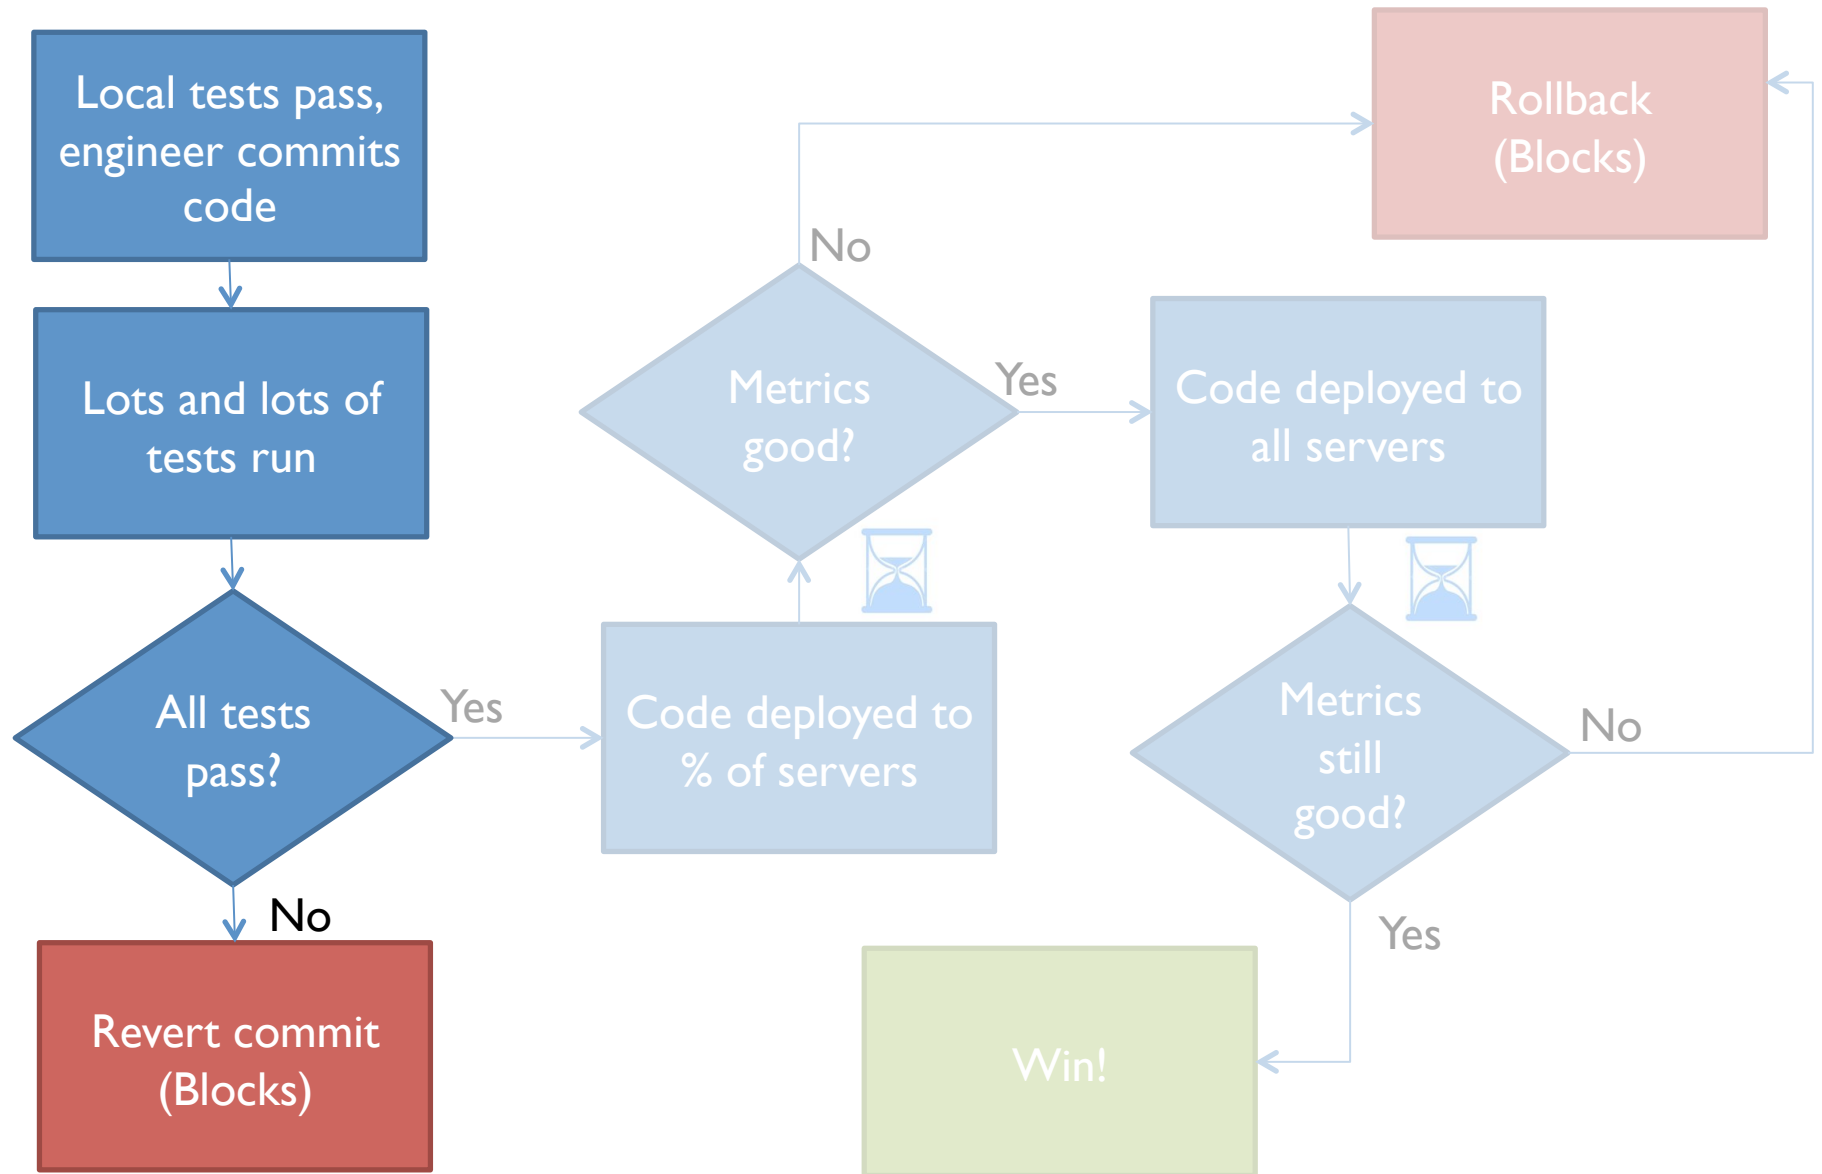 Local tests pass,
engineer commits
code
Lots and lots of
tests run
All tests
pass?
Yes
No
Revert commit
(Blocks)
Code deployed to
% of servers
Metrics
good?
No
Yes
Rollback
(Blocks)
Code deployed to
all servers
Metrics
still
good?
No
Yes
Win!